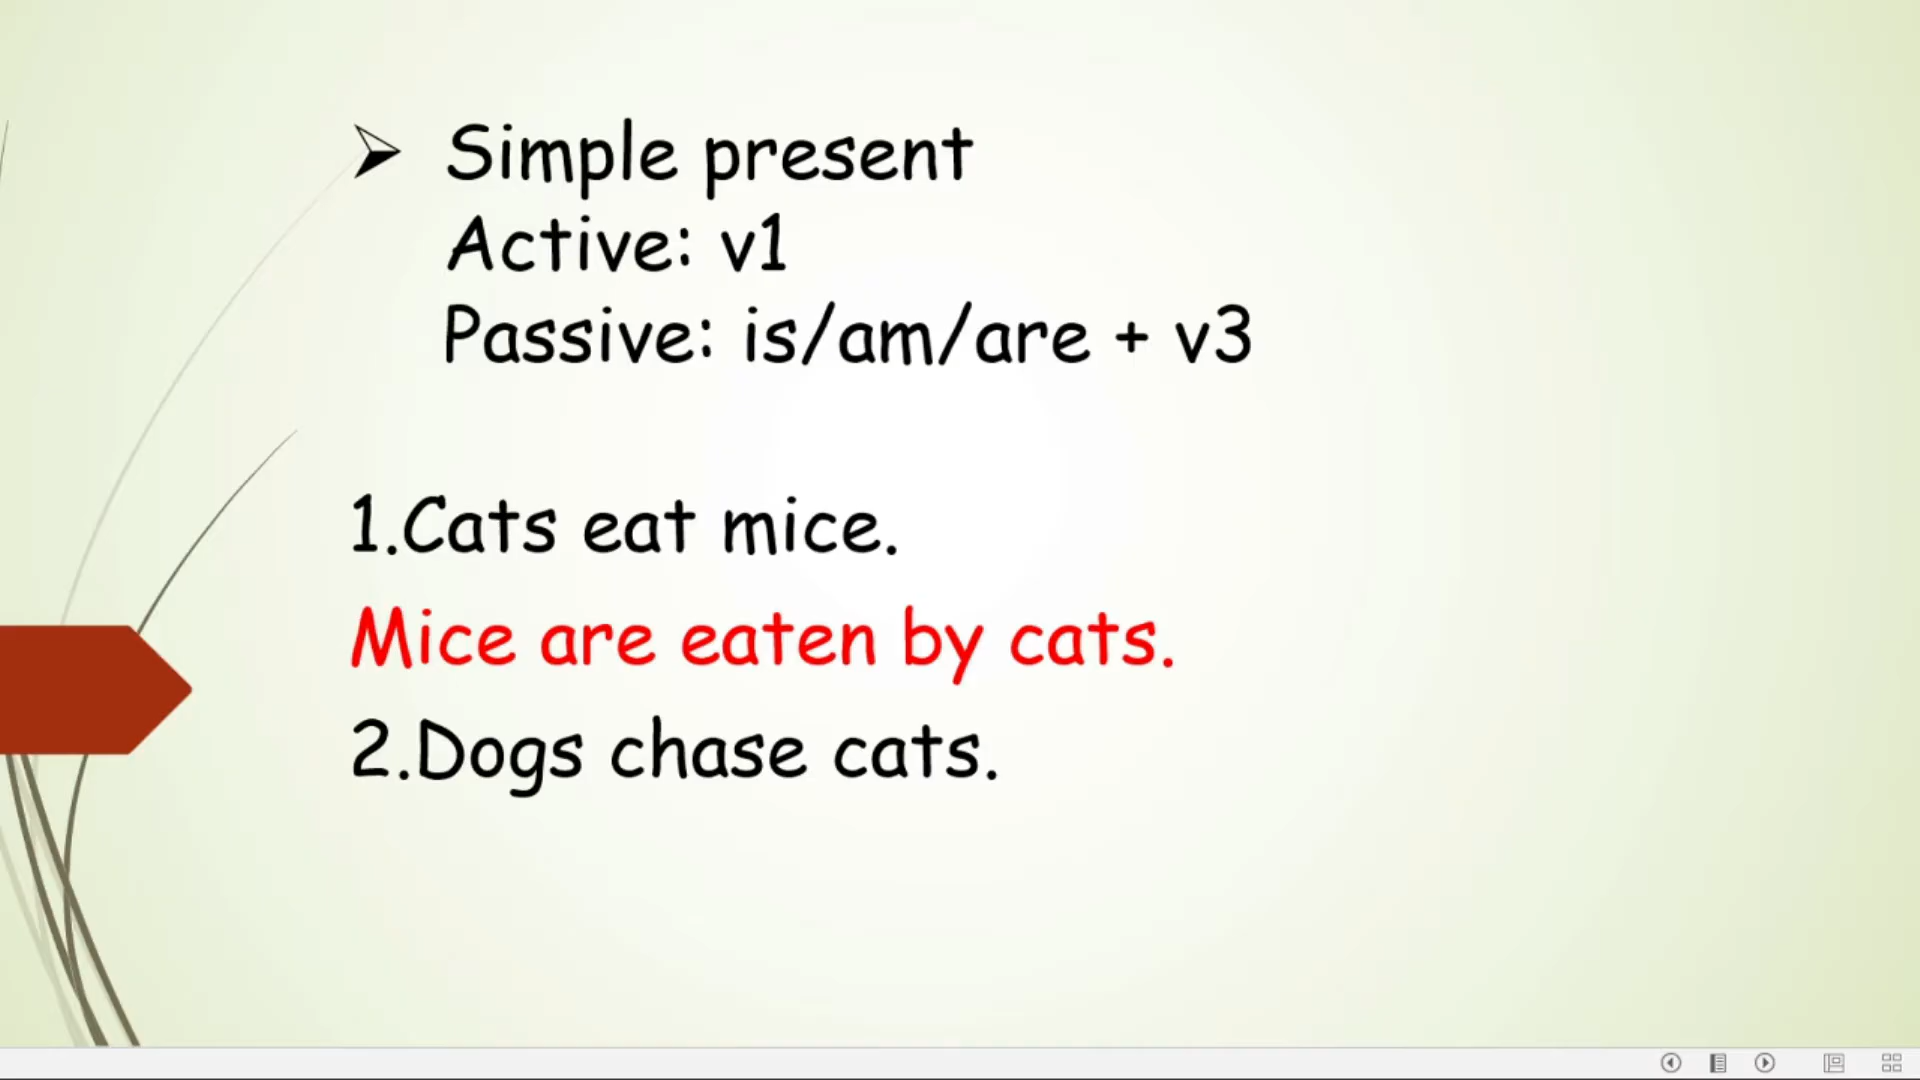 Simple present
Active: v1
Passive: is/am/are + v3
1.Cats eat mice.
Mice are eaten by cats.
2.Dogs chase cats.